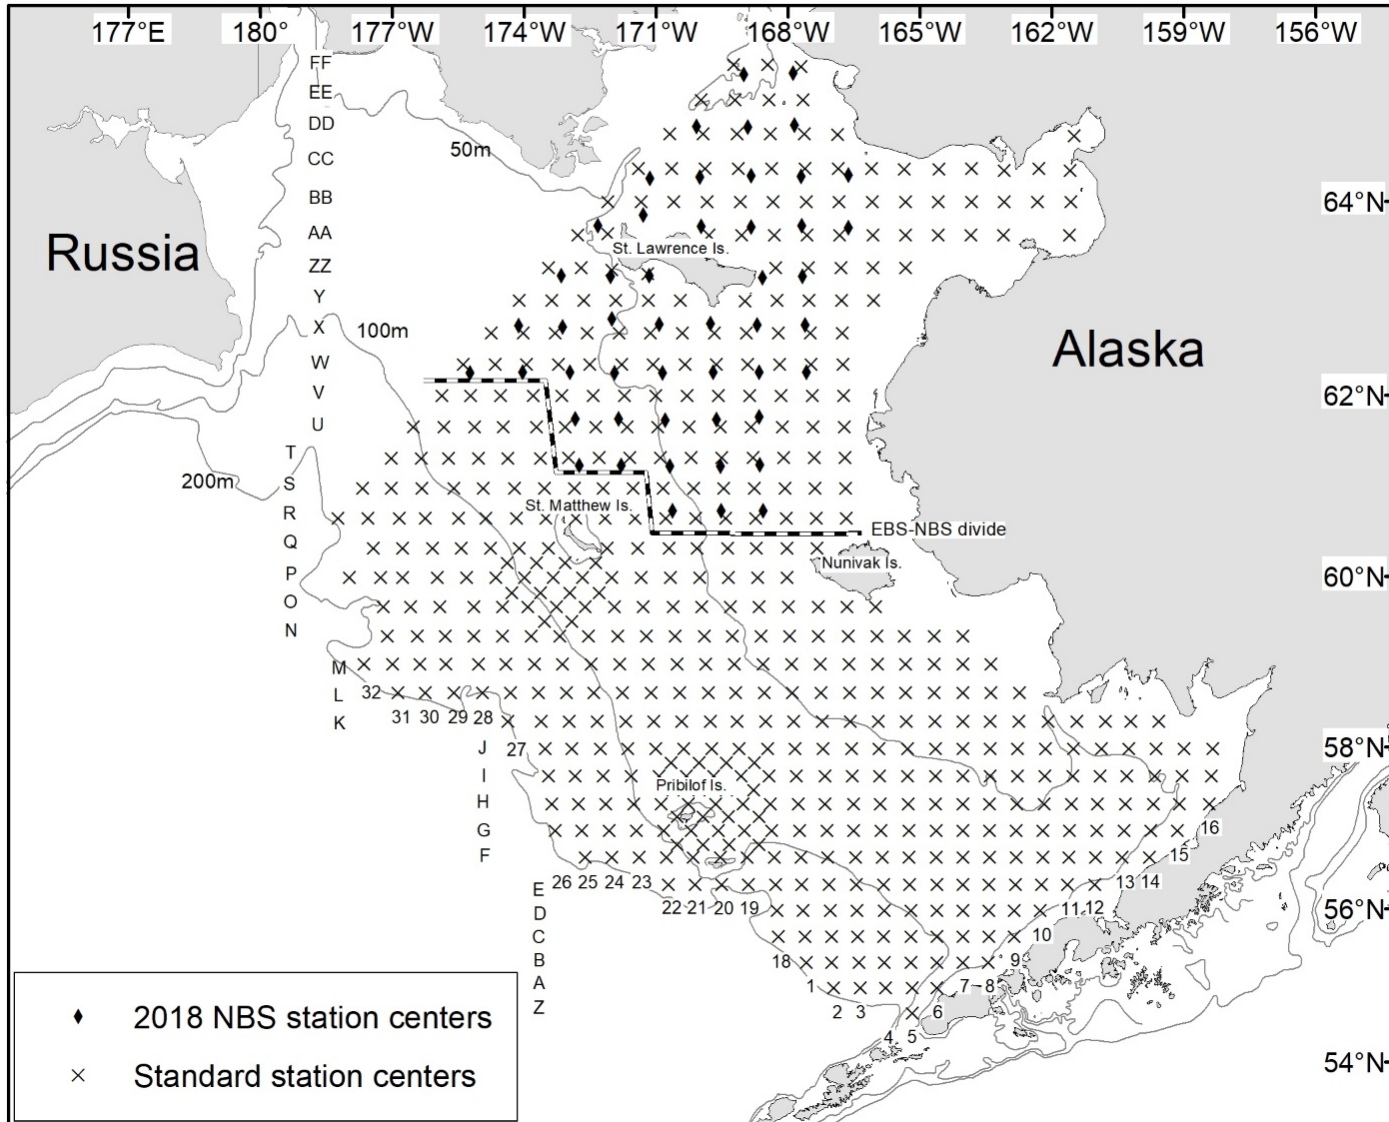 177°E 180° 177°W 174°W 171°W 168°W 165°W 162°W 159°W 156°W
FF
EE
DD
50m
CC
BB
64°N
AA
Russia
St. Lawrence Is.
ZZ
Y
X
100m
Alaska
W
V
62°N
U
T
200m
S
St. Matthew Is.
R
EBS-NBS divide
Q
Nunivak Is.
P
60°N
O
N
M
L
32
K
31 30 29 28
J
27
58°N
I
Pribilof Is.
H
G
16
F
15
26 25 24 23
13 14
E
D
22 21 20 19
11 12
56°N
C
10
B
18
9
A
1
7 8
Z
2 3
6
4 5
2018 NBS station centers
Standard station centers
54°N